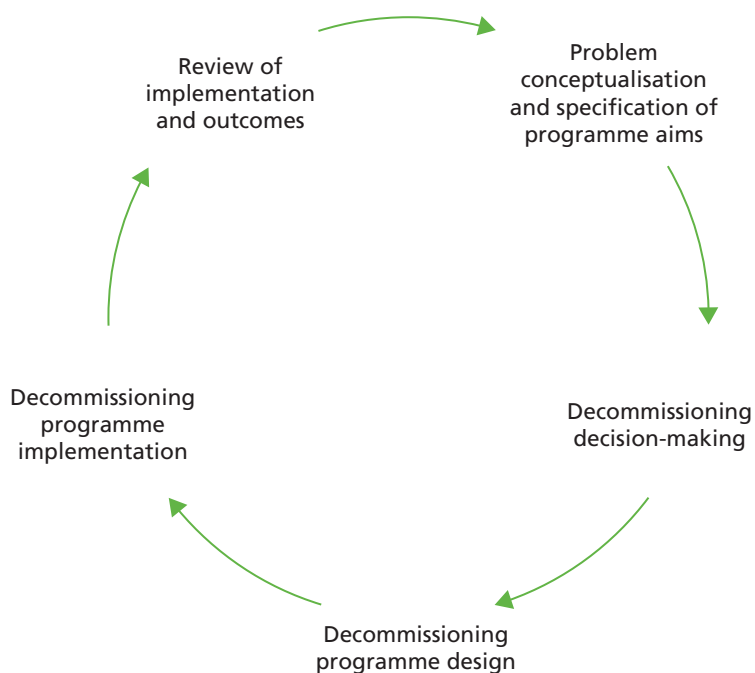 Review of
implementation
and outcomes
Problem
conceptualisation
and specification of
programme aims
Decommissioning
decision-making
Decommissioning
programme design
Decommissioning
programme
implementation